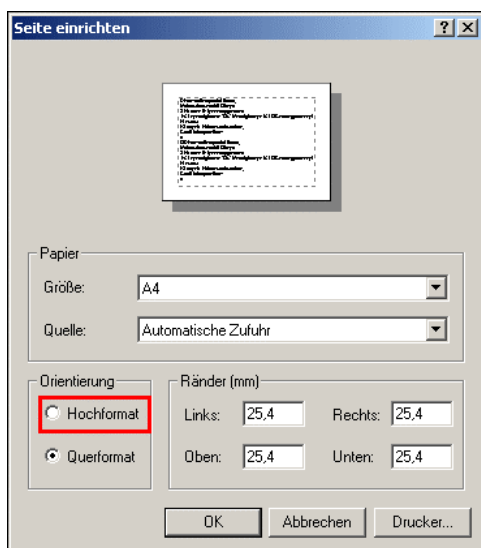 Seite einrichten
Papier
Größe: A4
Quelle: Automatische Zufuhr
Orientierung
Hochformat
Querformat
Ränder (mm)
Links: 25,4 Rechts: 25,4
Oben: 25,4 Unten: 25,4
OK Abbrechen Drucker...